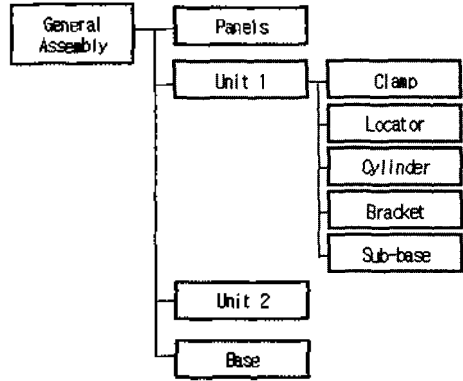 General
Assembly
Panels
Unit 1
Clamp
Locator
Cylinder
Bracket
Sub-base
Unit 2
Base